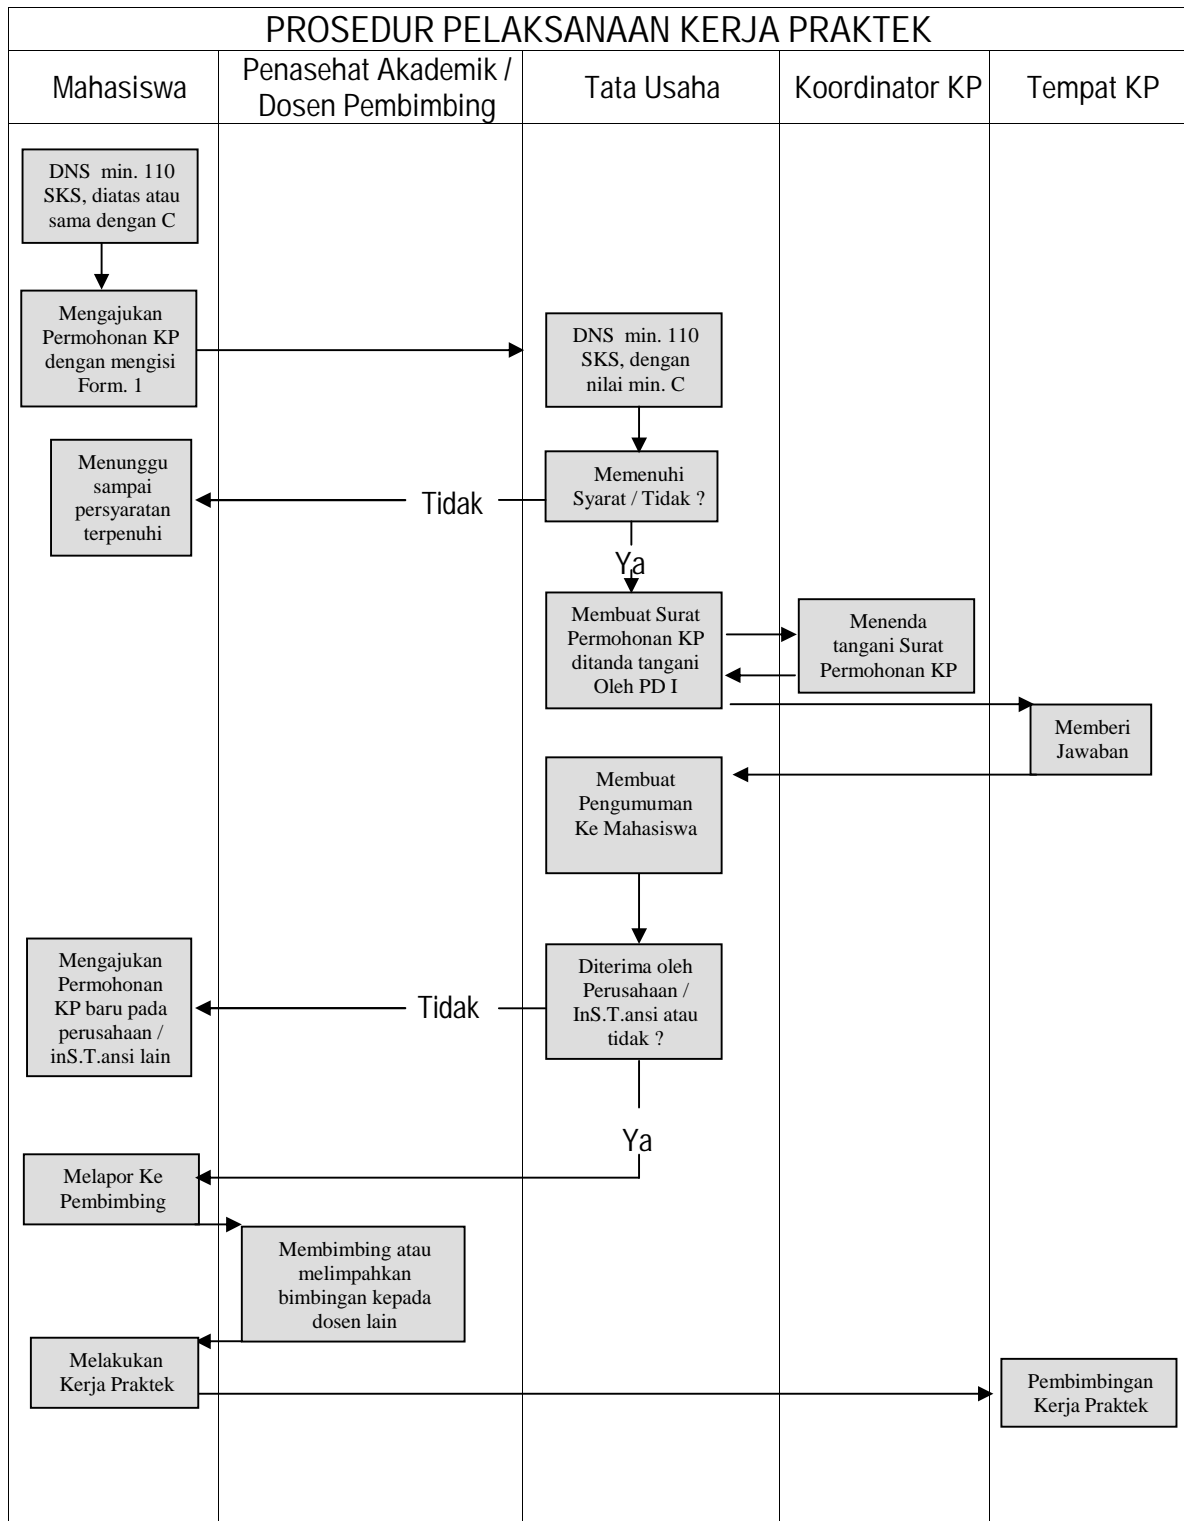 PROSEDUR PELAKSANAAN KERJA PRAKTEK
Mahasiswa
Penasehat Akademik /
Dosen Pembimbing
Tata Usaha
Koordinator KP
Tempat KP
DNS min. 110
SKS, diatas atau
sama dengan C
Mengajukan
Permohonan KP
dengan mengisi
Form. 1
DNS min. 110
SKS, dengan
nilai min. C
Menunggu
sampai
persyaratan
terpenuhi
Tidak
Memenuhi
Syarat / Tidak ?
Ya
Membuat Surat
Permohonan KP
ditanda tangani
Oleh PD I
Menenda
tangani Surat
Permohonan KP
Memberi
Jawaban
Membuat
Pengumuman
Ke Mahasiswa
Mengajukan
Permohonan
KP baru pada
perusahaan /
inS.T.ansi lain
Tidak
Diterima oleh
Perusahaan /
InS.T.ansi atau
tidak ?
Ya
Melapor Ke
Pembimbing
Membimbing atau
melimpahkan
bimbingan kepada
dosen lain
Melakukan
Kerja Praktek
Pembimbingan
Kerja Praktek